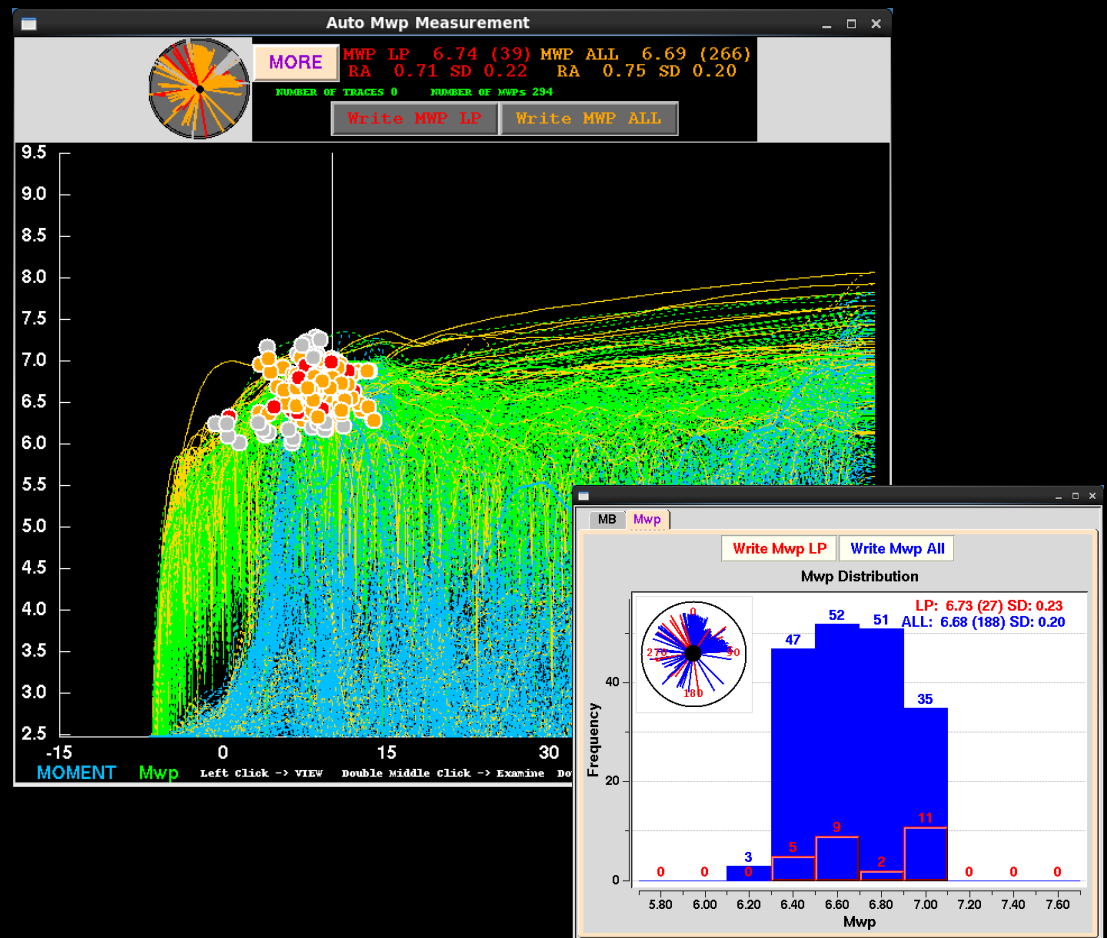 Auto Mwp Measurement
MORE
MWP LP 6.74 (39) MWP ALL 6.69 (266)
RA 0.71 SD 0.22 RA 0.75 SD 0.20
NUMBER OF TRACES 0 NUMBER OF MWPs 294
Write MWP LP Write MWP ALL
9.5
9.0
8.5
8.0
7.5
7.0
6.5
6.0
5.5
5.0
4.5
4.0
3.5
3.0
2.5
-15 0 15 30
MOMENT Mwp Left Click -> VIEW Double Middle Click -> Examine
MB Mwp
Write Mwp LP Write Mwp All
Mwp Distribution
LP: 6.73 (27) SD: 0.23
ALL: 6.68 (188) SD: 0.20
0
90
180
270
52
51
47
35
3
40
20
0
0 0 0 5 9 2 11 0 0 0
Frequency
5.80 6.00 6.20 6.40 6.60 6.80 7.00 7.20 7.40 7.60
Mwp